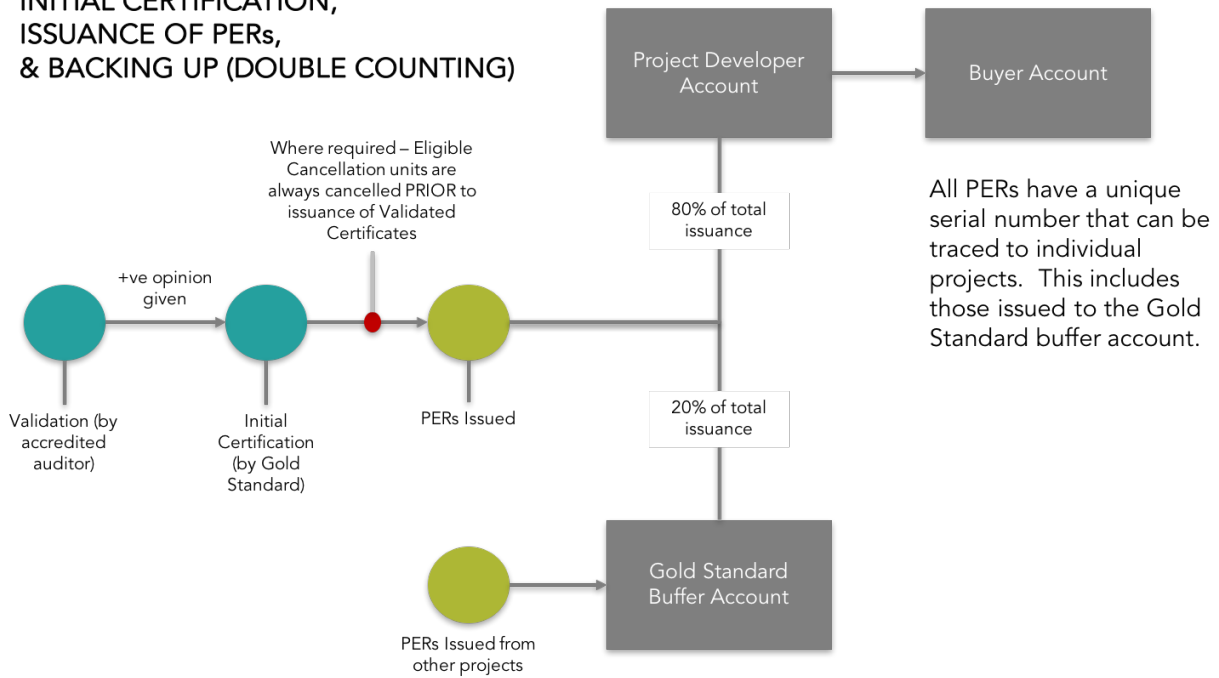 INITIAL CERTIFICATION,
ISSUANCE OF PERs,
& BACKING UP (DOUBLE COUNTING)
Project Developer
Account
Buyer Account
Where required – Eligible
Cancellation units are
always cancelled PRIOR to
issuance of Validated
Certificates
80% of total
issuance
All PERs have a unique
serial number that can be
traced to individual
projects.  This includes
those issued to the Gold
Standard buffer account.
+ve opinion
given
Validation (by
accredited
auditor)
Initial
Certification
(by Gold
Standard)
PERs Issued
20% of total
issuance
Gold Standard
Buffer Account
PERs Issued from
other projects